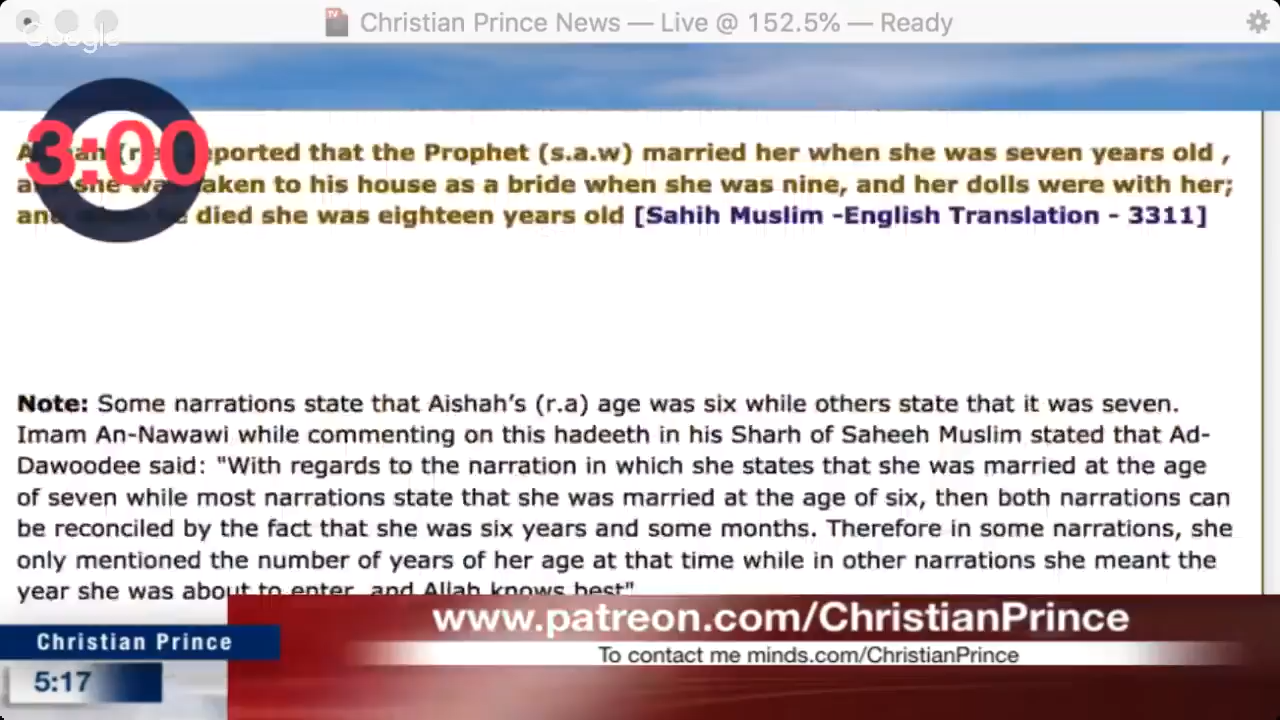 Christian Prince News — Live @ 152.5% — Ready
Google
3:00
reported that the Prophet (s.a.w) married her when she was seven years old ,
she was taken to his house as a bride when she was nine, and her dolls were with her;
and died she was eighteen years old [Sahih Muslim -English Translation - 3311]
Note: Some narrations state that Aishah's (r.a) age was six while others state that it was seven.
Imam An-Nawawi while commenting on this hadeeth in his Sharh of Saheeh Muslim stated that Ad-
Dawoodee said: "With regards to the narration in which she states that she was married at the age
of seven while most narrations state that she was married at the age of six, then both narrations can
be reconciled by the fact that she was six years and some months. Therefore in some narrations, she
only mentioned the number of years of her age at that time while in other narrations she meant the
year she was about to enter, and Allah knows best"
www.patreon.com/ChristianPrince
Christian Prince
To contact me minds.com/ChristianPrince
5:17